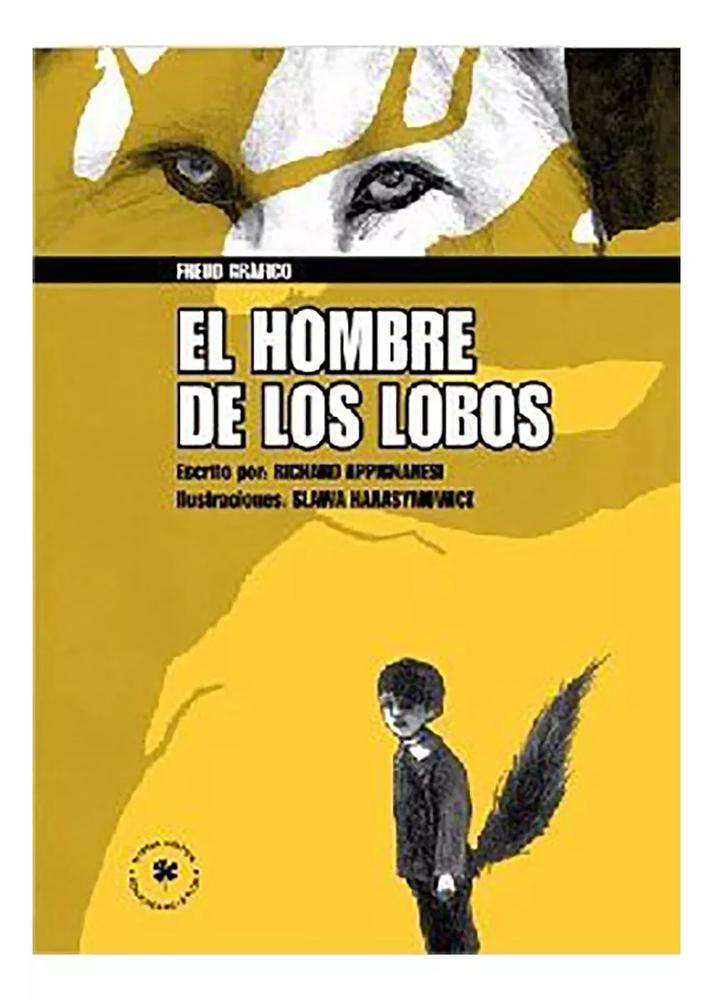 FREUD GRÁFICO
EL HOMBRE
DE LOS LOBOS
Escrito por: RICHARD APPIGNANESI
Ilustraciones: SLAWA HARASYMOWICZ